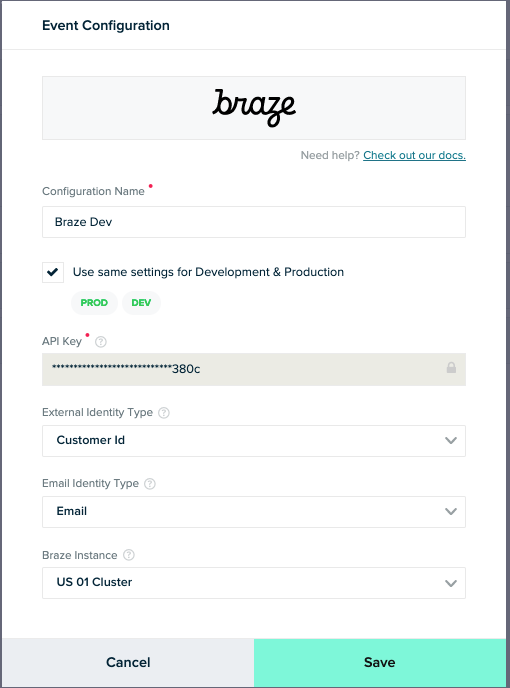 Event Configuration
braze
Need help? Check out our docs.
Configuration Name •
Braze Dev
Use same settings for Development & Production
PROD DEV
API Key • ?
****************************380c
External Identity Type ?
Customer Id
Email Identity Type ?
Email
Braze Instance ?
US 01 Cluster
Cancel Save